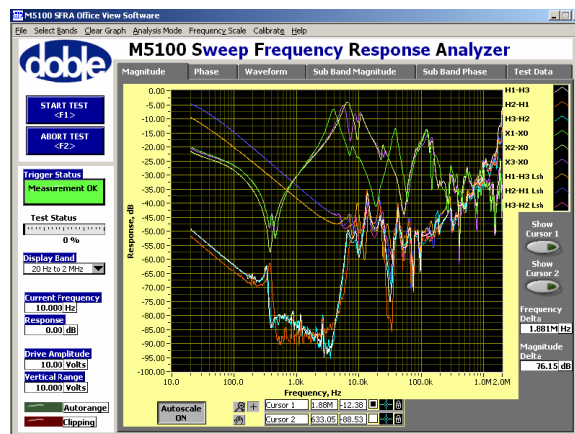 M5100 SFRA Office View Software
File Select Bands Clear Graph Analysis Mode Frequency Scale Calibrate Help
doble
M5100 Sweep Frequency Response Analyzer
Magnitude Phase Waveform Sub Band Magnitude Sub Band Phase Test Data
START TEST
<F1>
ABORT TEST
<F2>
Trigger Status
Measurement OK
Test Status
0 %
Display Band
20 Hz to 2 MHz
Current Frequency
10.000 Hz
Response
0.00 dB
Drive Amplitude
10.00 Volts
Vertical Range
10.000 Volts
Autorange
Clipping
Response, dB
0.00
-5.00
-10.00
-15.00
-20.00
-25.00
-30.00
-35.00
-40.00
-45.00
-50.00
-55.00
-60.00
-65.00
-70.00
-75.00
-80.00
-85.00
-90.00
-95.00
-100.00
10.0 100.0 1.0k 10.0k 100.0k 1.0M 2.0M
Frequency, Hz
H1-H3
H2-H1
H3-H2
X1-X0
X2-X0
X3-X0
H1-H3 Lsh
H2-H1 Lsh
H3-H2 Lsh
Show
Cursor 1
Show
Cursor 2
Frequency
Delta
1.881M Hz
Magnitude
Delta
76.15 dB
Autoscale
ON
Cursor 1 1.88M -12.38
Cursor 2 633.05 -88.53